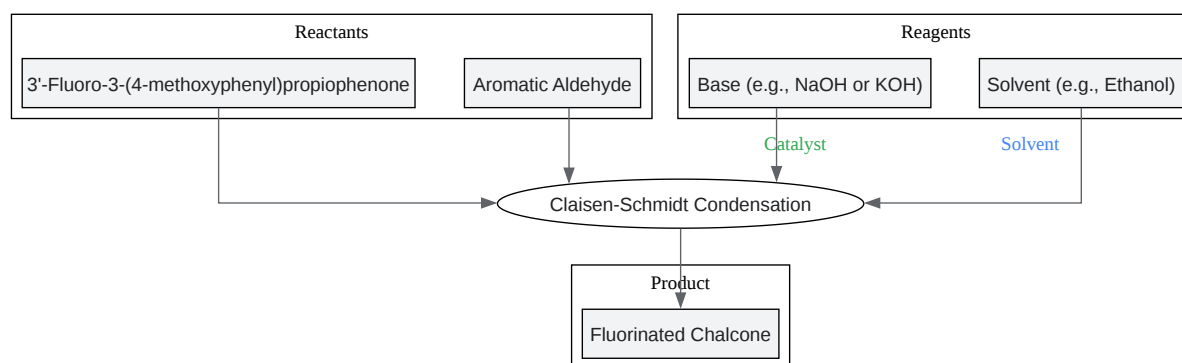 Reactants
Reagents
3'-Fluoro-3-(4-methoxyphenyl)propiophenone
Aromatic Aldehyde
Base (e.g., NaOH or KOH)
Solvent (e.g., Ethanol)
Catalyst
Solvent
Claisen-Schmidt Condensation
Product
Fluorinated Chalcone